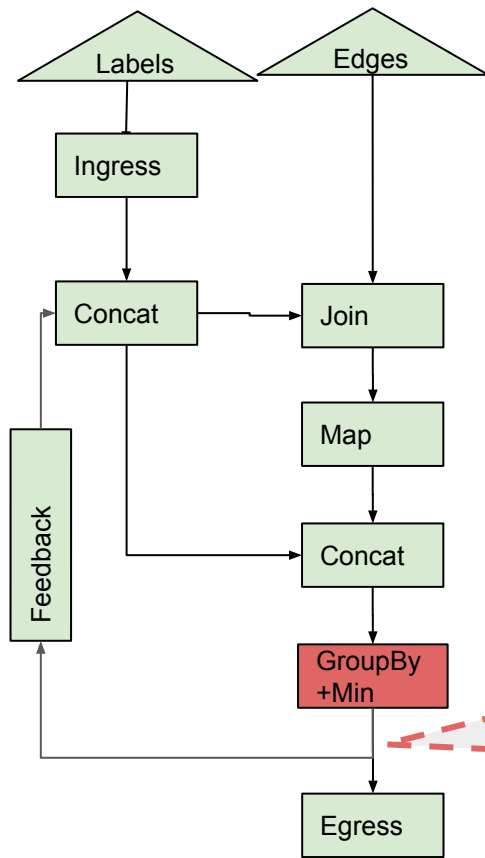 Labels
Edges
Ingress
Concat
Join
Map
Feedback
Concat
GroupBy
+Min
Egress